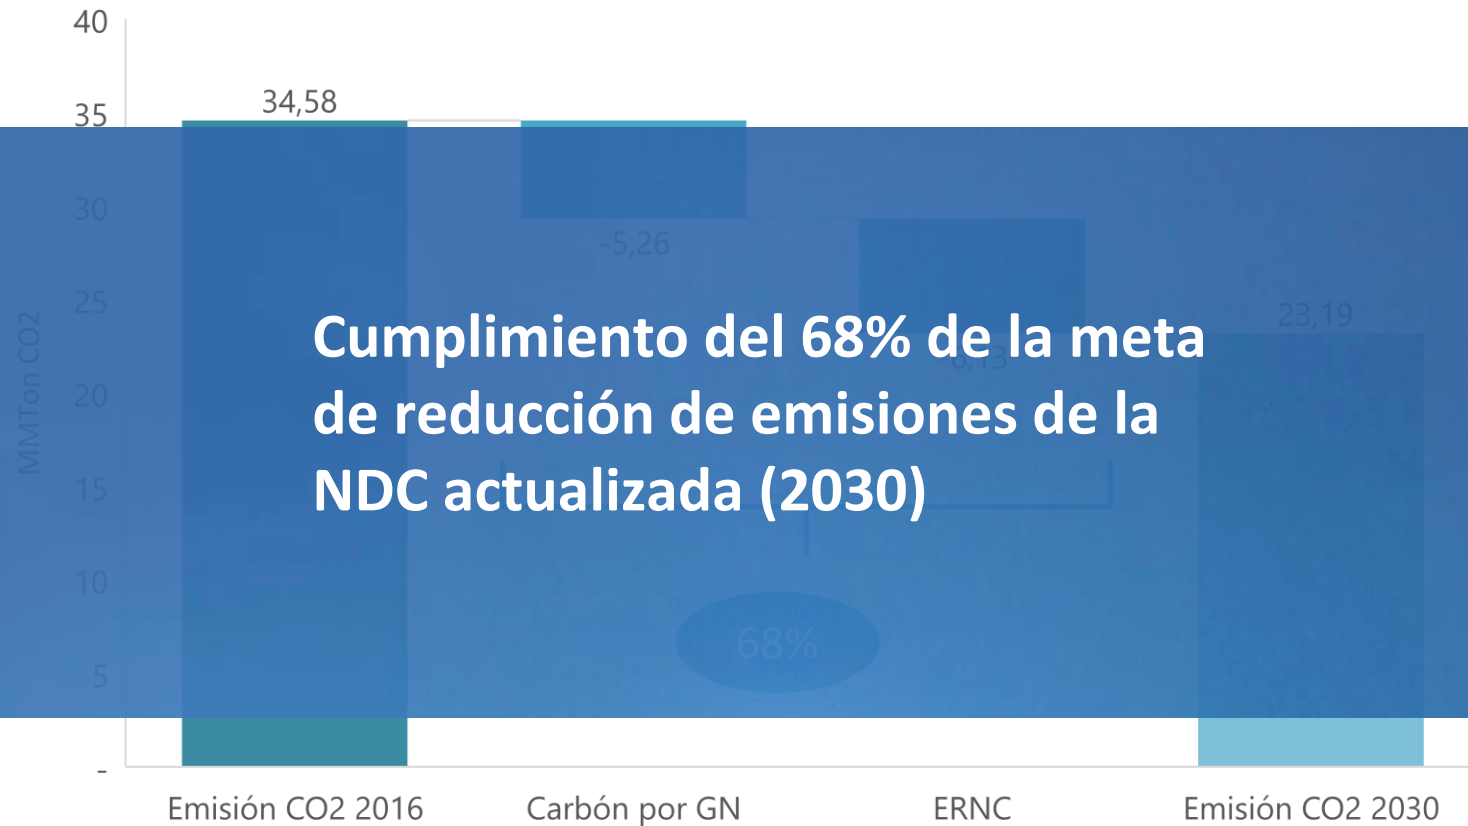 40
34,58
35
30
-5,26
25
23,19
Cumplimiento del 68% de la meta
-6,13
MMTon CO2
20
de reducción de emisiones de la
NDC actualizada (2030)
15
10
68%
5
-
Emisión CO2 2016
Carbón por GN
ERNC
Emisión CO2 2030